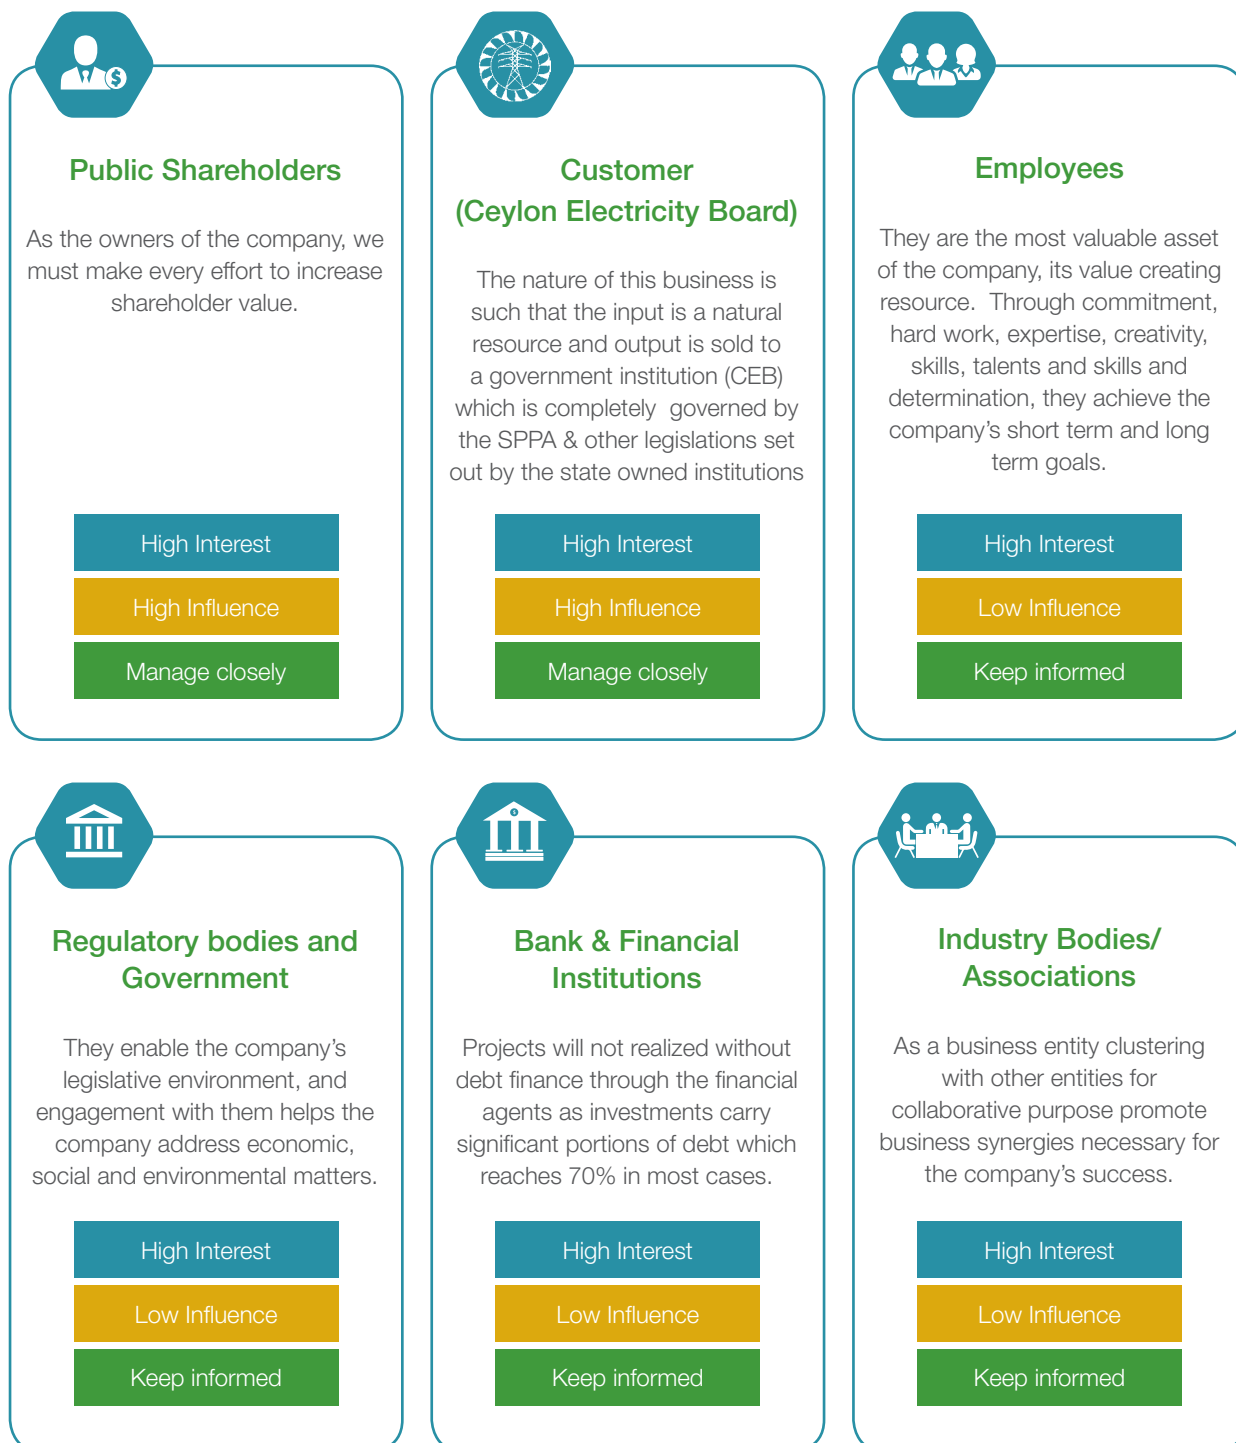 Public Shareholders
As the owners of the company, we
must make every effort to increase
shareholder value.
High Interest
High Influence
Manage closely
Customer
(Ceylon Electricity Board)
The nature of this business is
such that the input is a natural
resource and output is sold to
a government institution (CEB)
which is completely governed by
the SPPA & other legislations set
out by the state owned institutions
High Interest
High Influence
Manage closely
Employees
They are the most valuable asset
of the company, its value creating
resource. Through commitment,
hard work, expertise, creativity,
skills, talents and skills and
determination, they achieve the
company’s short term and long
term goals.
High Interest
Low Influence
Keep informed
Regulatory bodies and
Government
They enable the company’s
legislative environment, and
engagement with them helps the
company address economic,
social and environmental matters.
High Interest
Low Influence
Keep informed
Bank & Financial
Institutions
Projects will not realized without
debt finance through the financial
agents as investments carry
significant portions of debt which
reaches 70% in most cases.
High Interest
Low Influence
Keep informed
Industry Bodies/
Associations
As a business entity clustering
with other entities for
collaborative purpose promote
business synergies necessary for
the company’s success.
High Interest
Low Influence
Keep informed